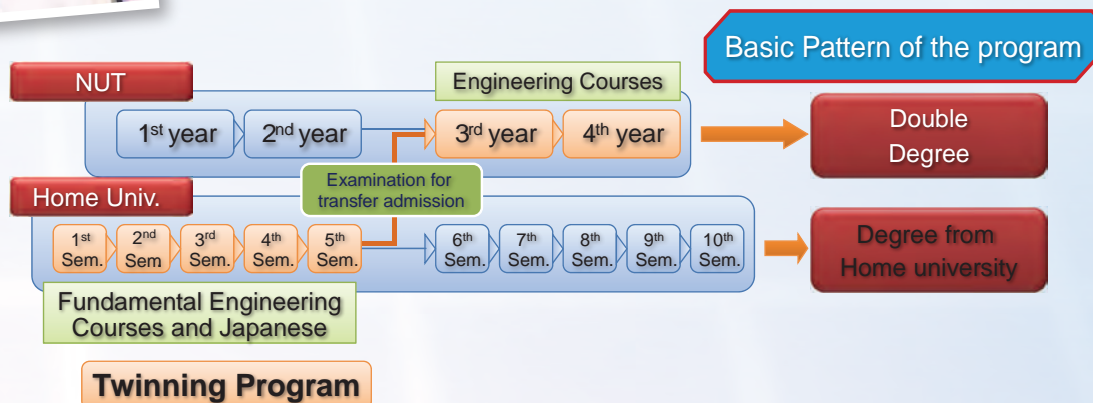 Basic Pattern of the program
NUT
Engineering Courses
1st year
2nd year
3rd year
4th year
Double
Degree
Examination for
transfer admission
Home Univ.
1st
Sem.
2nd
Sem
3rd
Sem.
4th
Sem.
5th
Sem.
6th
Sem.
7th
Sem.
8th
Sem.
9th
Sem.
10th
Sem.
Degree from
Home university
Fundamental Engineering
Courses and Japanese
Twinning Program